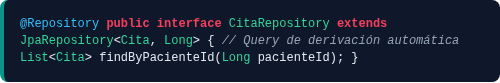 @Repository public interface CitaRepository extends
JpaRepository<Cita, Long> { // Query de derivación automática
List<Cita> findByPacienteId(Long pacienteId); }